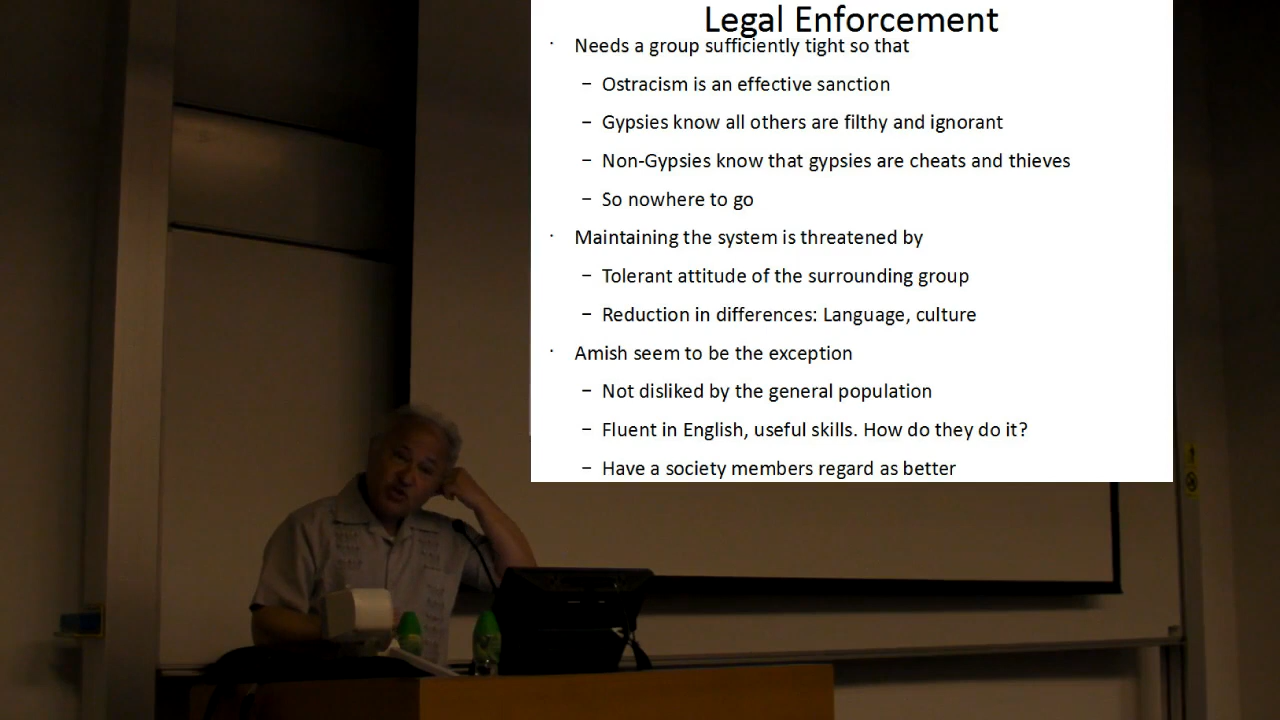 Legal Enforcement
· Needs a group sufficiently tight so that
– Ostracism is an effective sanction
– Gypsies know all others are filthy and ignorant
– Non-Gypsies know that gypsies are cheats and thieves
– So nowhere to go
· Maintaining the system is threatened by
– Tolerant attitude of the surrounding group
– Reduction in differences: Language, culture
· Amish seem to be the exception
– Not disliked by the general population
– Fluent in English, useful skills. How do they do it?
– Have a society members regard as better